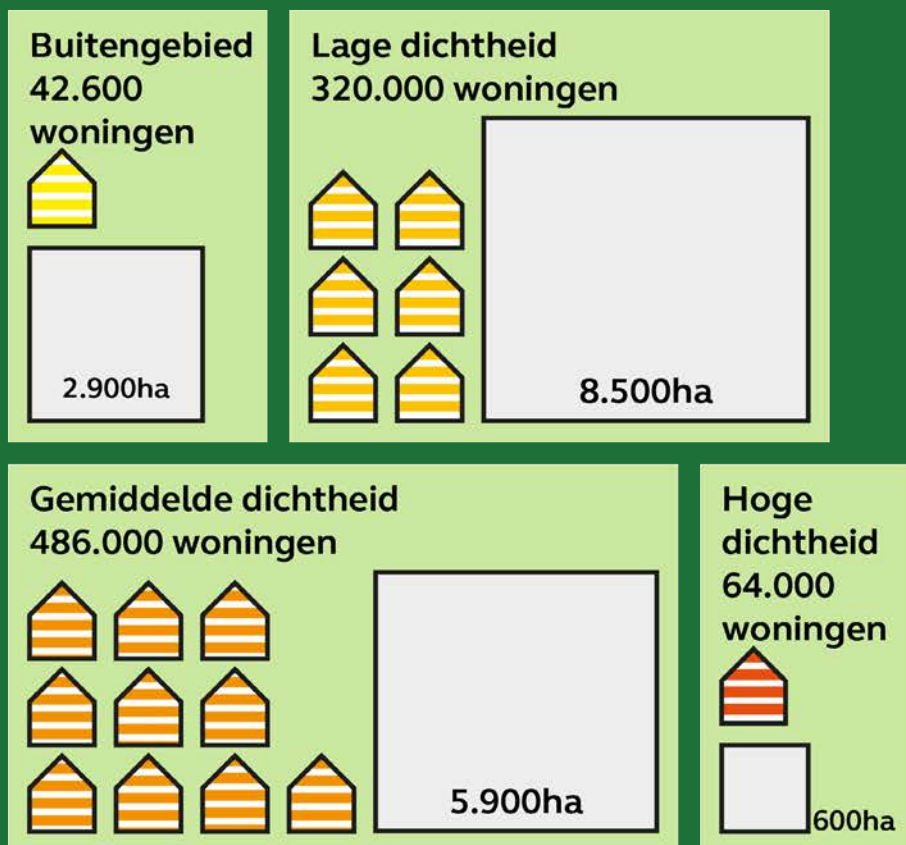 Buitengebied
42.600
woningen
2.900ha
Lage dichtheid
320.000 woningen
8.500ha
Gemiddelde dichtheid
486.000 woningen
5.900ha
Hoge
dichtheid
64.000
woningen
600ha